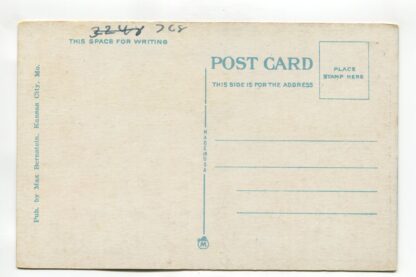 3248 768
THIS SPACE FOR WRITING
POST CARD
THIS SIDE IS FOR THE ADDRESS
PLACE
STAMP HERE
Pub. by Max Bernstein, Kansas City, Mo.
MADE IN U.S.A.
M